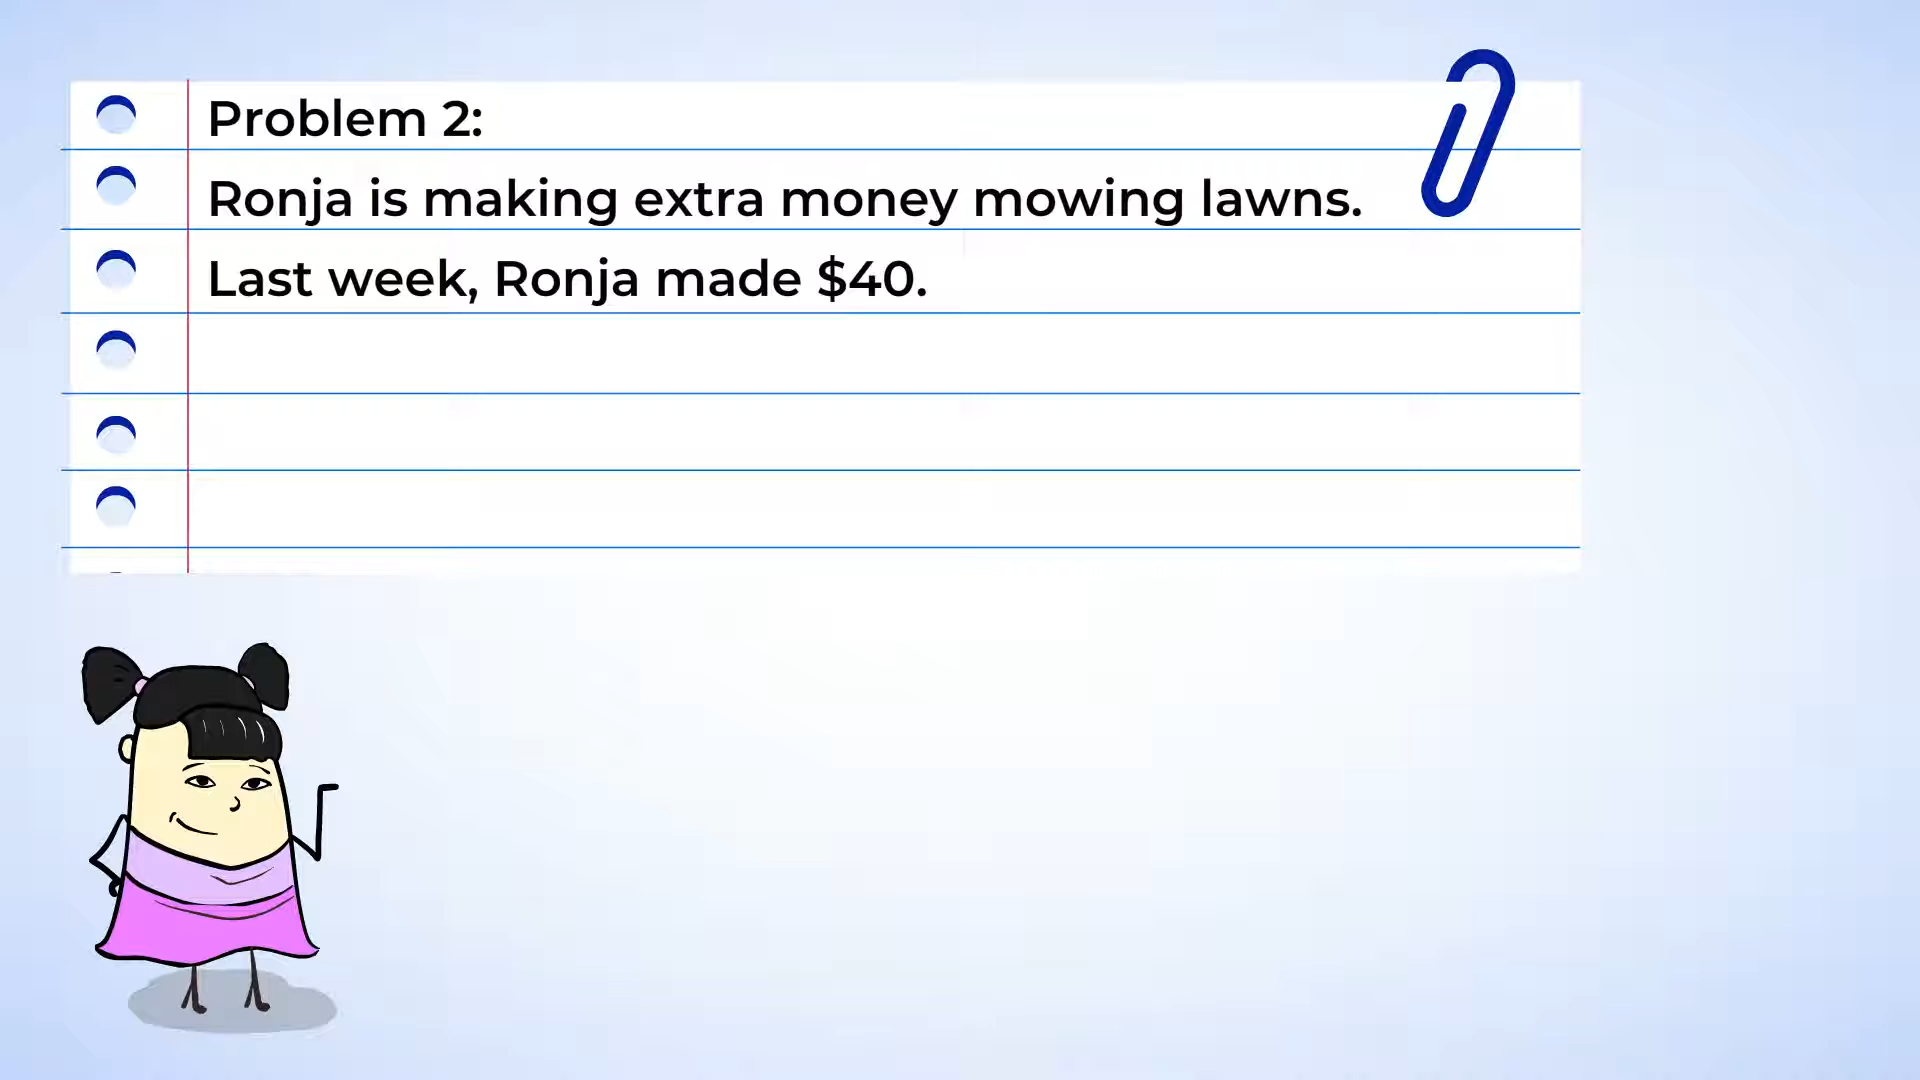 Problem 2:
Ronja is making extra money mowing lawns.
Last week, Ronja made $40.